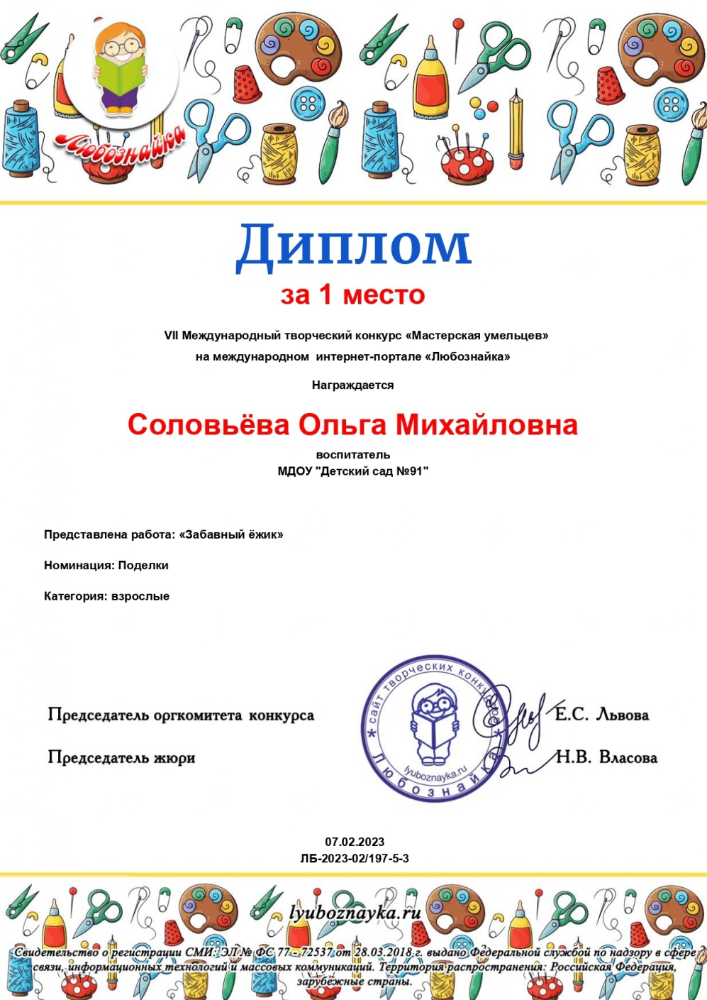 Любознайка
Диплом
за 1 место
VII Международный творческий конкурс «Мастерская умельцев»
на международном интернет-портале «Любознайка»
Награждается
Соловьёва Ольга Михайловна
воспитатель
МДОУ "Детский сад №91"
Представлена работа: «Забавный ёжик»
Номинация: Поделки
Категория: взрослые
сайт творческих конкурсов
Председатель оргкомитета конкурса
Е.С. Львова
Председатель жюри
Н.В. Власова
lyuboznayka.ru
Любознайка
07.02.2023
ЛБ-2023-02/197-5-3
lyuboznayka.ru
Свидетельство о регистрации СМИ: ЭЛ № ФС 77 - 72537 от 28.03.2018 г. выдано Федеральной службой по надзору в сфере
связи, информационных технологий и массовых коммуникаций. Территория распространения: Российская Федерация,
зарубежные страны.